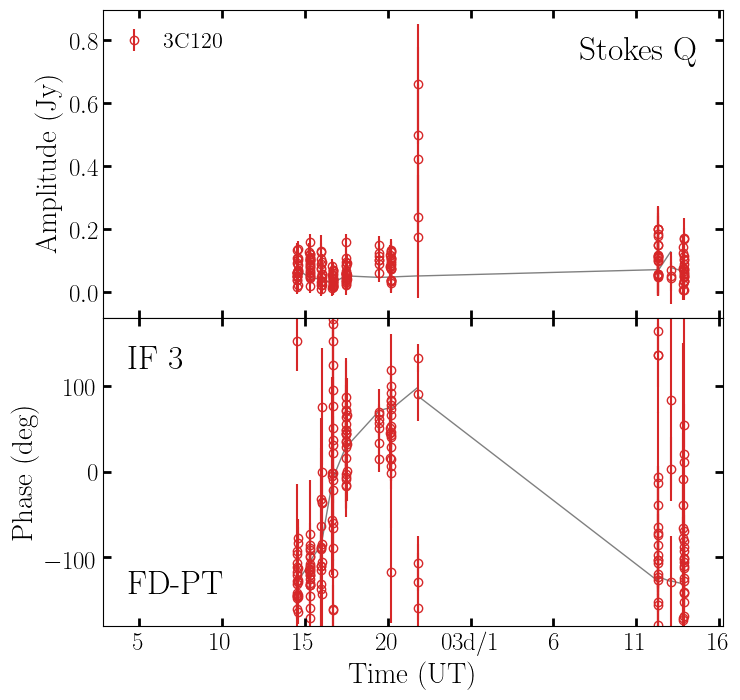 3C120
Stokes Q
0.8
0.6
0.4
0.2
0.0
Amplitude (Jy)
IF 3
FD-PT
100
0
−100
Phase (deg)
5 10 15 20 03d/1 6 11 16
Time (UT)